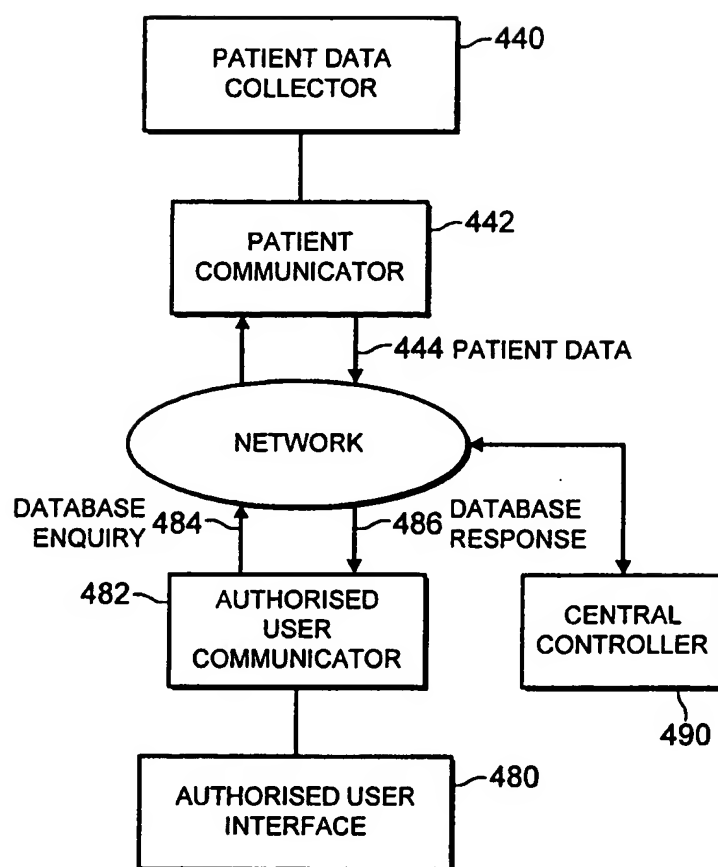 PATIENT DATA
COLLECTOR
440
PATIENT
COMMUNICATOR
442
444 PATIENT DATA
NETWORK
DATABASE
ENQUIRY
484
486
DATABASE
RESPONSE
482
AUTHORISED
USER
COMMUNICATOR
CENTRAL
CONTROLLER
490
480
AUTHORISED USER
INTERFACE